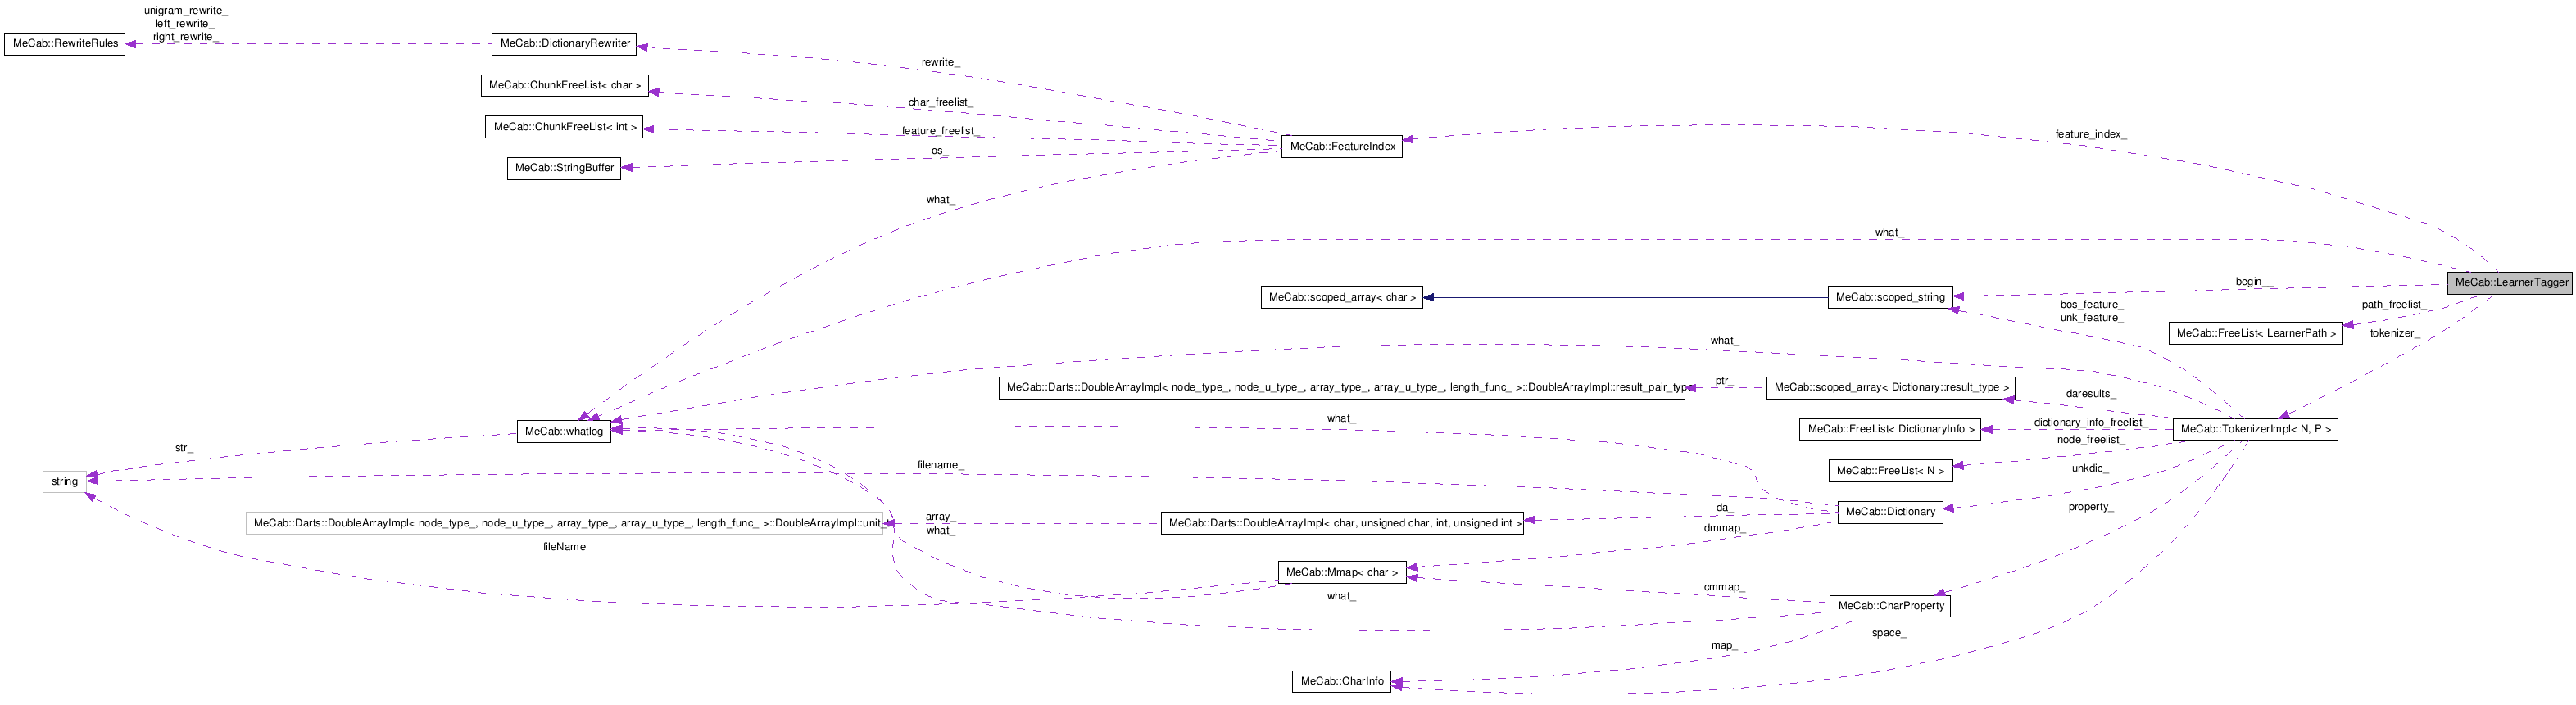 unigram_rewrite_
left_rewrite_
right_rewrite_
MeCab::RewriteRules
MeCab::DictionaryRewriter
rewrite_
MeCab::ChunkFreeList< char >
char_freelist_
MeCab::ChunkFreeList< int >
feature_freelist_
feature_index_
MeCab::FeatureIndex
os_
MeCab::StringBuffer
what_
what_
begin_
MeCab::LearnerTagger
MeCab::scoped_array< char >
MeCab::scoped_string
bos_feature_
unk_feature_
path_freelist_
MeCab::FreeList< LearnerPath >
tokenizer_
what_
MeCab::Darts::DoubleArrayImpl< node_type_, node_u_type_, array_type_, array_u_type_, length_func_ >::DoubleArrayImpl::result_pair_type
ptr_
MeCab::scoped_array< Dictionary::result_type >
daresults_
what_
MeCab::whatlog
MeCab::FreeList< DictionaryInfo >
dictionary_info_freelist_
MeCab::TokenizerImpl< N, P >
node_freelist_
str_
filename_
MeCab::FreeList< N >
unkdic_
string
MeCab::Darts::DoubleArrayImpl< node_type_, node_u_type_, array_type_, array_u_type_, length_func_ >::DoubleArrayImpl::unit_t
array_
what_
MeCab::Darts::DoubleArrayImpl< char, unsigned char, int, unsigned int >
da_
dmmap_
MeCab::Dictionary
property_
fileName
MeCab::Mmap< char >
what_
cmmap_
MeCab::CharProperty
space_
map_
MeCab::CharInfo